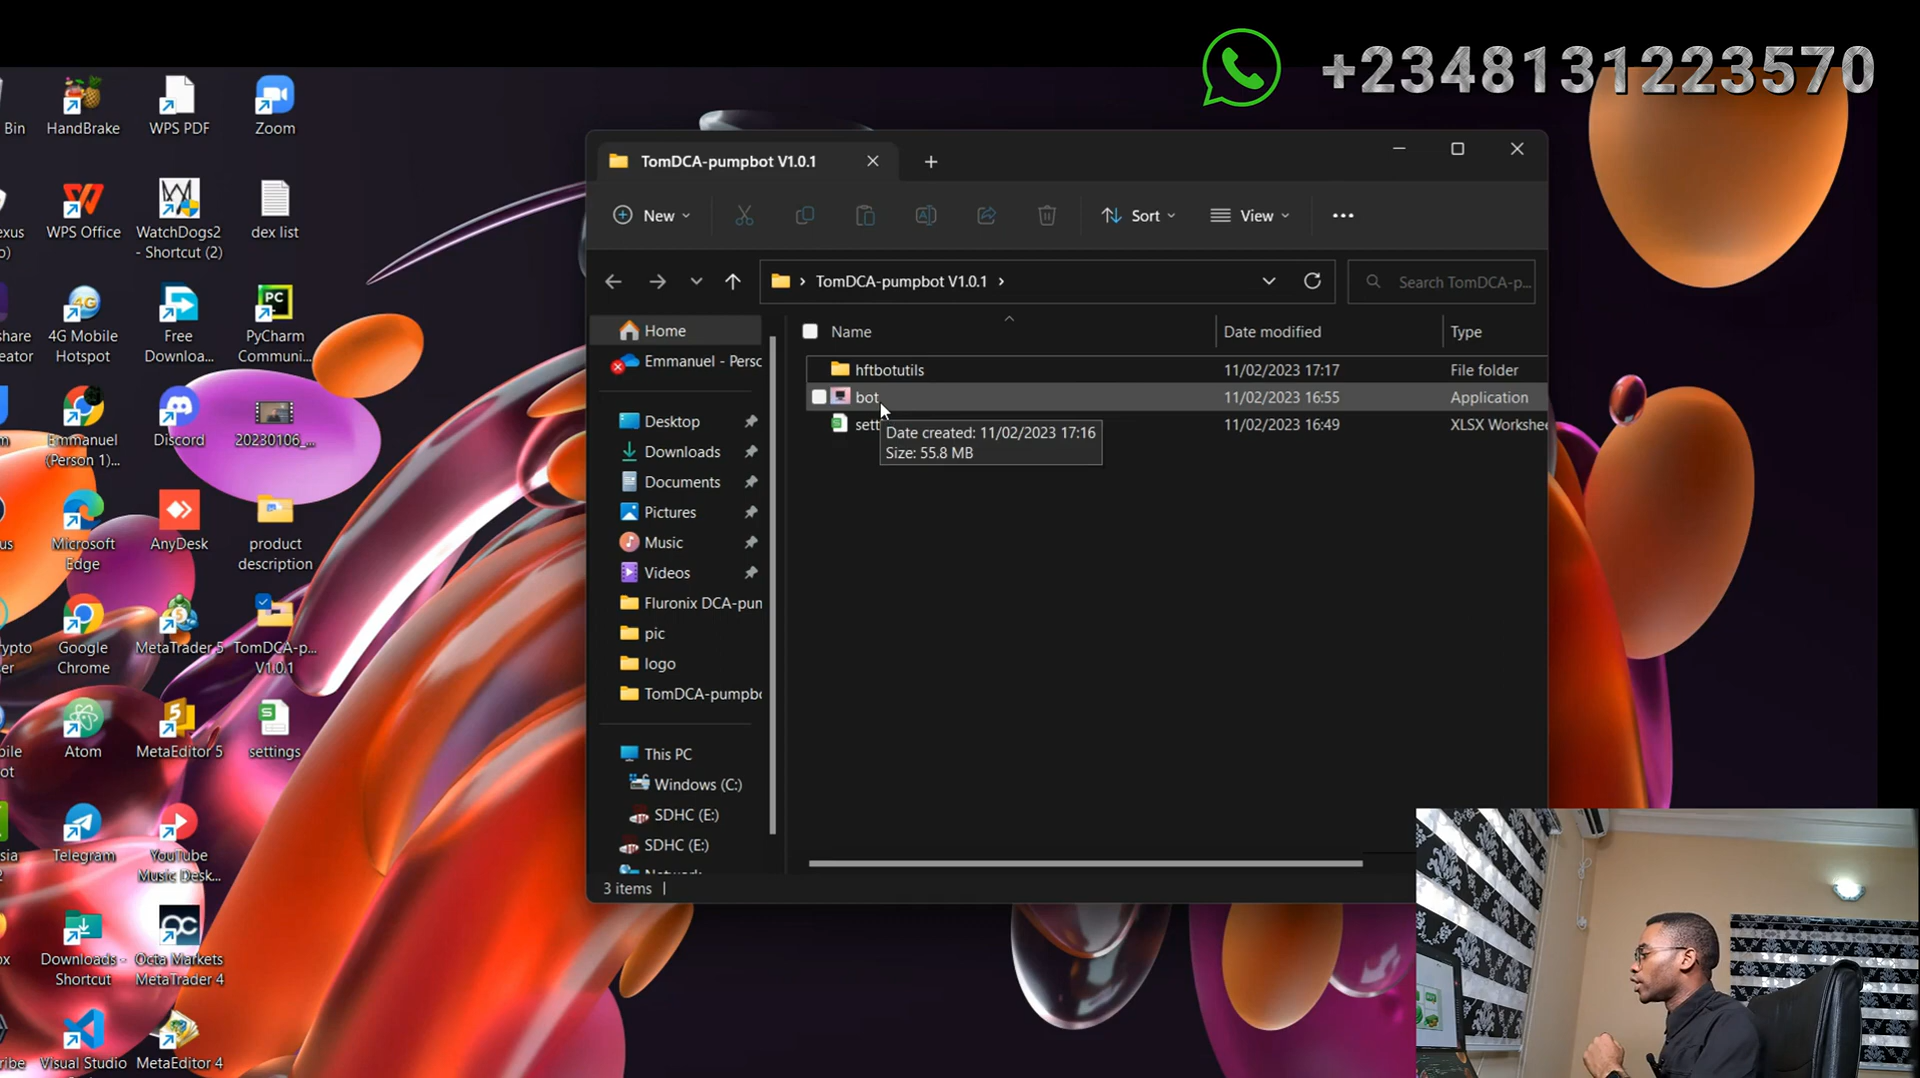 +2348131223570
Bin
HandBrake
WPS PDF
Zoom
WPS Office
WatchDogs2
- Shortcut (2)
dex list
4G Mobile
Hotspot
Free
Downloa...
PyCharm
Communi...
Emmanuel
(Person 1)...
Discord
20230106_...
Microsoft
Edge
AnyDesk
product
description
Google
Chrome
MetaTrader 5
TomDCA-p...
V1.0.1
Atom
MetaEditor 5
settings
Telegram
YouTube
Music Desk...
Downloads -
Shortcut
Octa Markets
MetaTrader 4
Visual Studio
MetaEditor 4
TomDCA-pumpbot V1.0.1
New
Sort
View
TomDCA-pumpbot V1.0.1
Search TomDCA-p...
Home
Emmanuel - Perso
Desktop
Downloads
Documents
Pictures
Music
Videos
Fluronix DCA-pum
pic
logo
TomDCA-pumpbo
This PC
Windows (C:)
SDHC (E:)
SDHC (E:)
Network
Name Date modified Type
hftbotutils 11/02/2023 17:17 File folder
bot 11/02/2023 16:55 Application
sett 11/02/2023 16:49 XLSX Workshee
Date created: 11/02/2023 17:16
Size: 55.8 MB
3 items